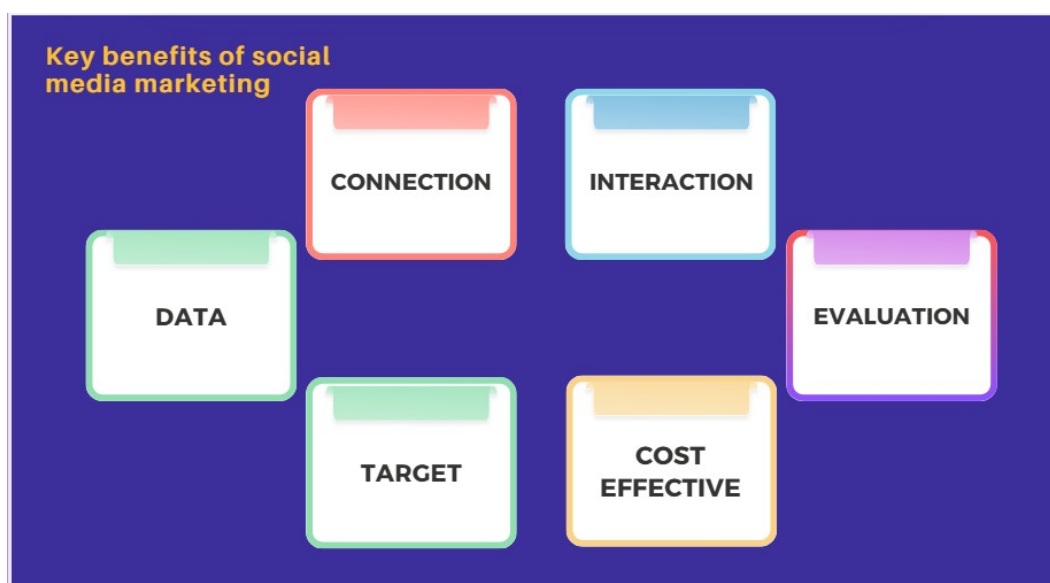 Key benefits of social
media marketing
CONNECTION
INTERACTION
DATA
EVALUATION
TARGET
COST
EFFECTIVE